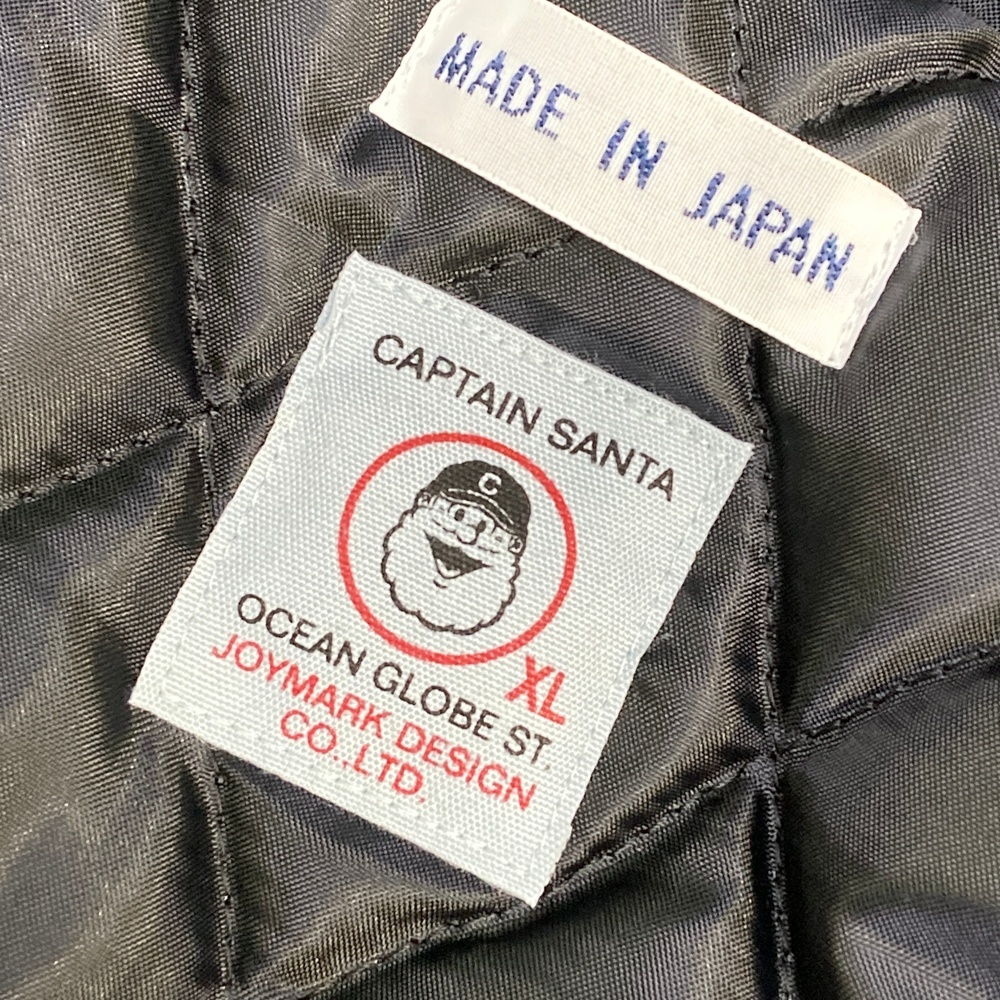 MADE IN JAPAN
CAPTAIN SANTA
C
XL
OCEAN GLOBE ST.
JOYMARK DESIGN
CO.,LTD.